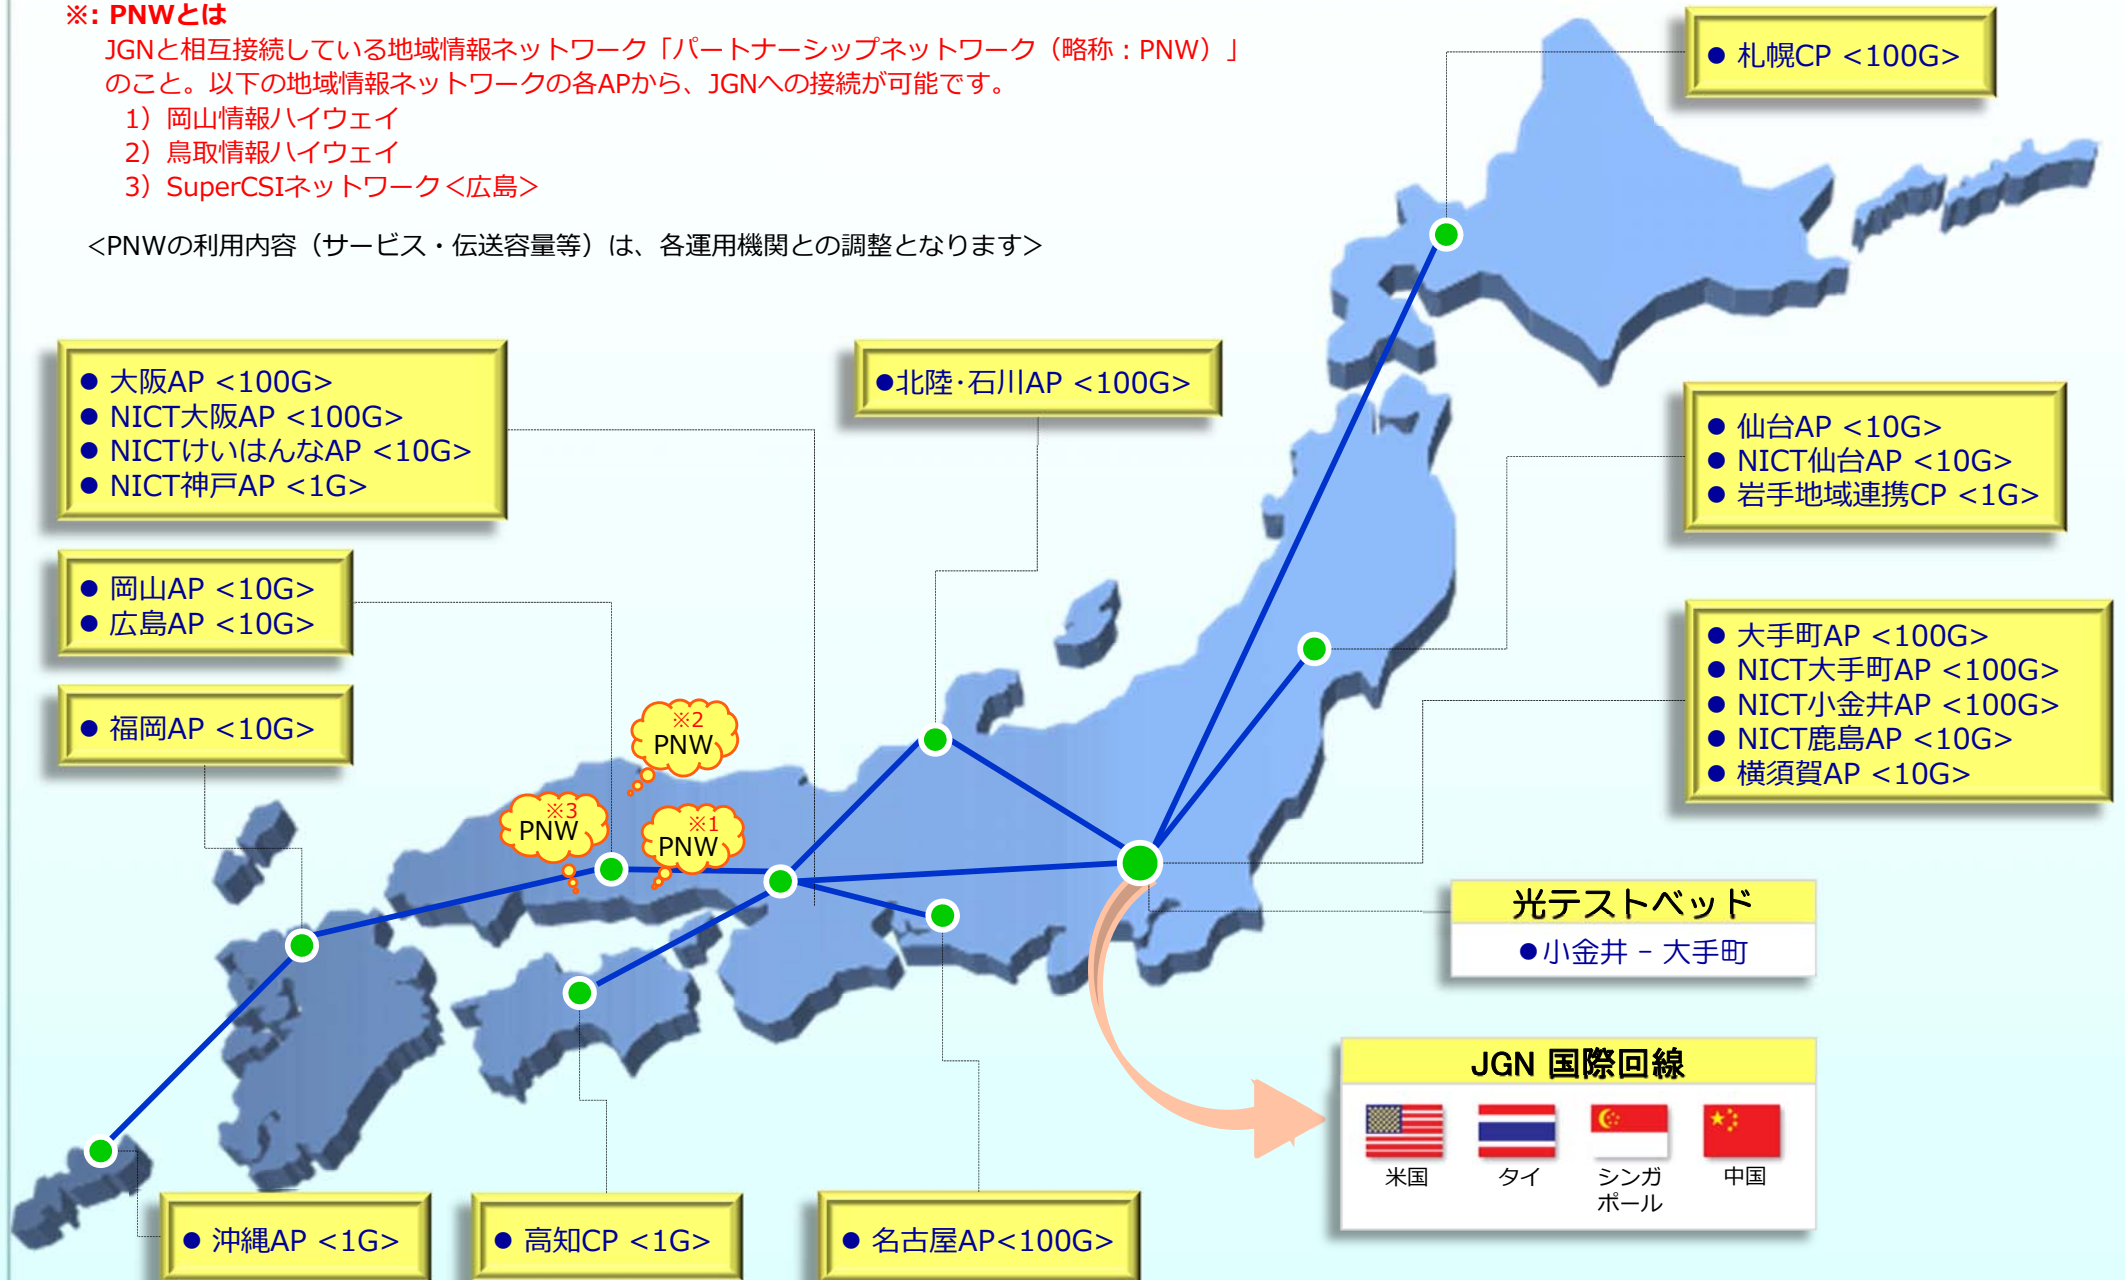 ※: PNWとは
JGNと相互接続している地域情報ネットワーク「パートナーシップネットワーク（略称：PNW）」
のこと。以下の地域情報ネットワークの各APから、JGNへの接続が可能です。
1）岡山情報ハイウェイ
2）鳥取情報ハイウェイ
3）SuperCSIネットワーク<広島>
<PNWの利用内容（サービス・伝送容量等）は、各運用機関との調整となります>
● 札幌CP <100G>
● 大阪AP <100G>
● NICT大阪AP <100G>
● NICTけいはんなAP <10G>
● NICT神戸AP <1G>
●北陸･石川AP <100G>
● 仙台AP <10G>
● NICT仙台AP <10G>
● 岩手地域連携CP <1G>
● 岡山AP <10G>
● 広島AP <10G>
● 大手町AP <100G>
● NICT大手町AP <100G>
● NICT小金井AP <100G>
● NICT鹿島AP <10G>
● 横須賀AP <10G>
● 福岡AP <10G>
※2
PNW
※3
PNW
※1
PNW
光テストベッド
●小金井 – 大手町
JGN 国際回線
米国
タイ
シンガ
ポール
中国
● 沖縄AP <1G>
● 高知CP <1G>
● 名古屋AP<100G>